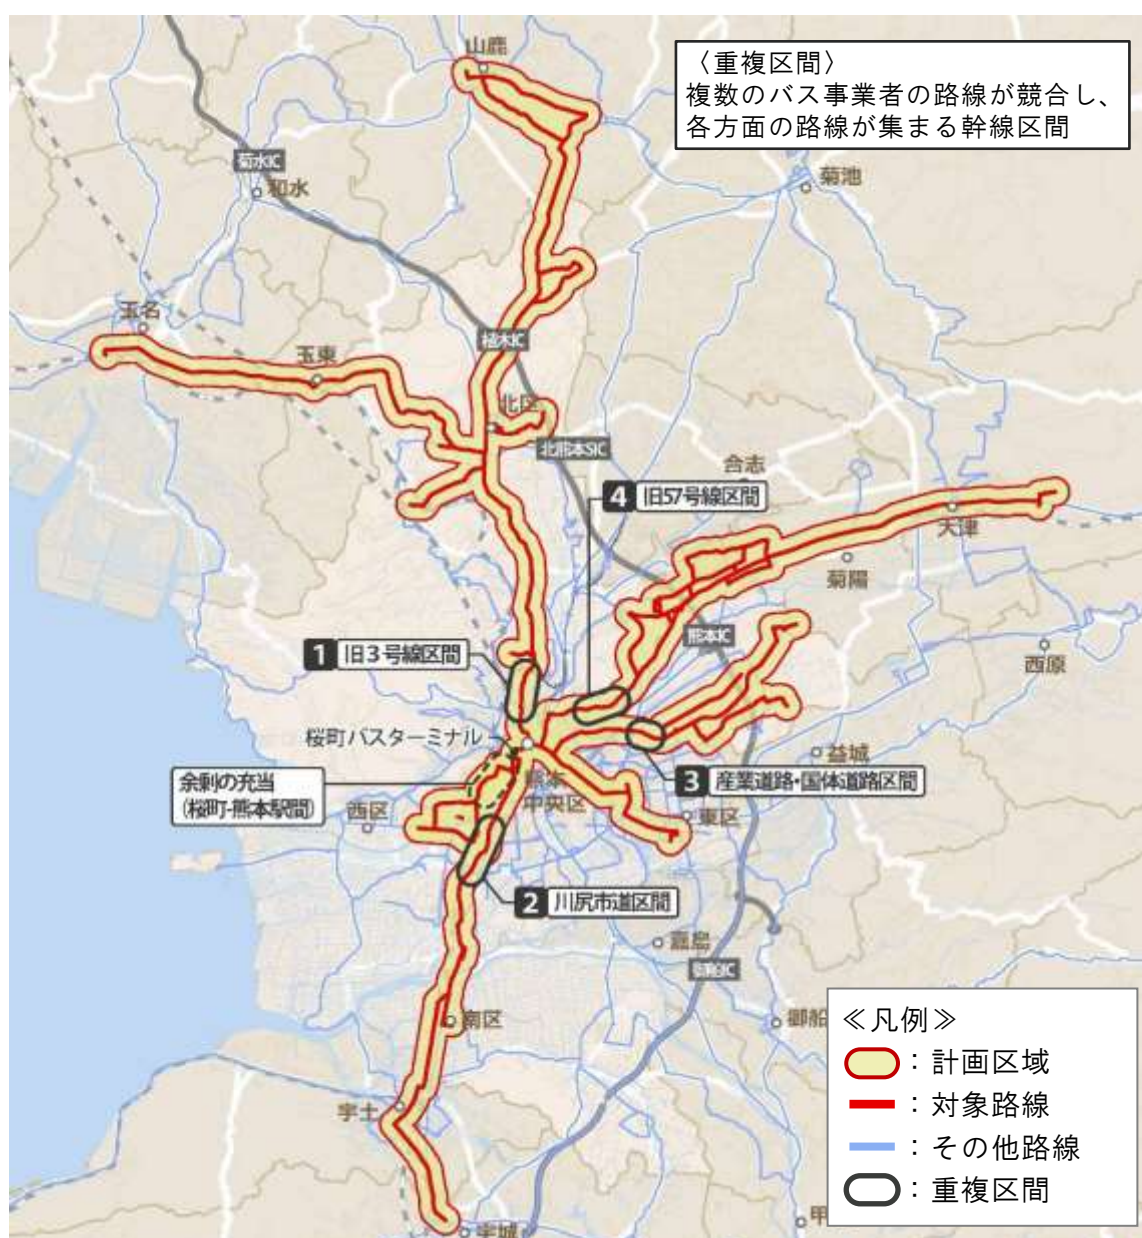 〈重複区間〉
複数のバス事業者の路線が競合し、
各方面の路線が集まる幹線区間
山鹿
菊水IC
和水
菊池
玉名
植木IC
玉東
北区
北熊本SIC
合志
4 旧57号線区間
大津
菊陽
熊本IC
1 旧3号線区間
西原
桜町バスターミナル
益城
余剰の充当
(桜町-熊本駅間)
熊本
中央区
3 産業道路・国体道路区間
西区
東区
2 川尻市道区間
嘉島
御船IC
南区
御船
宇土
宇城
甲
≪凡例≫
：計画区域
：対象路線
：その他路線
：重複区間